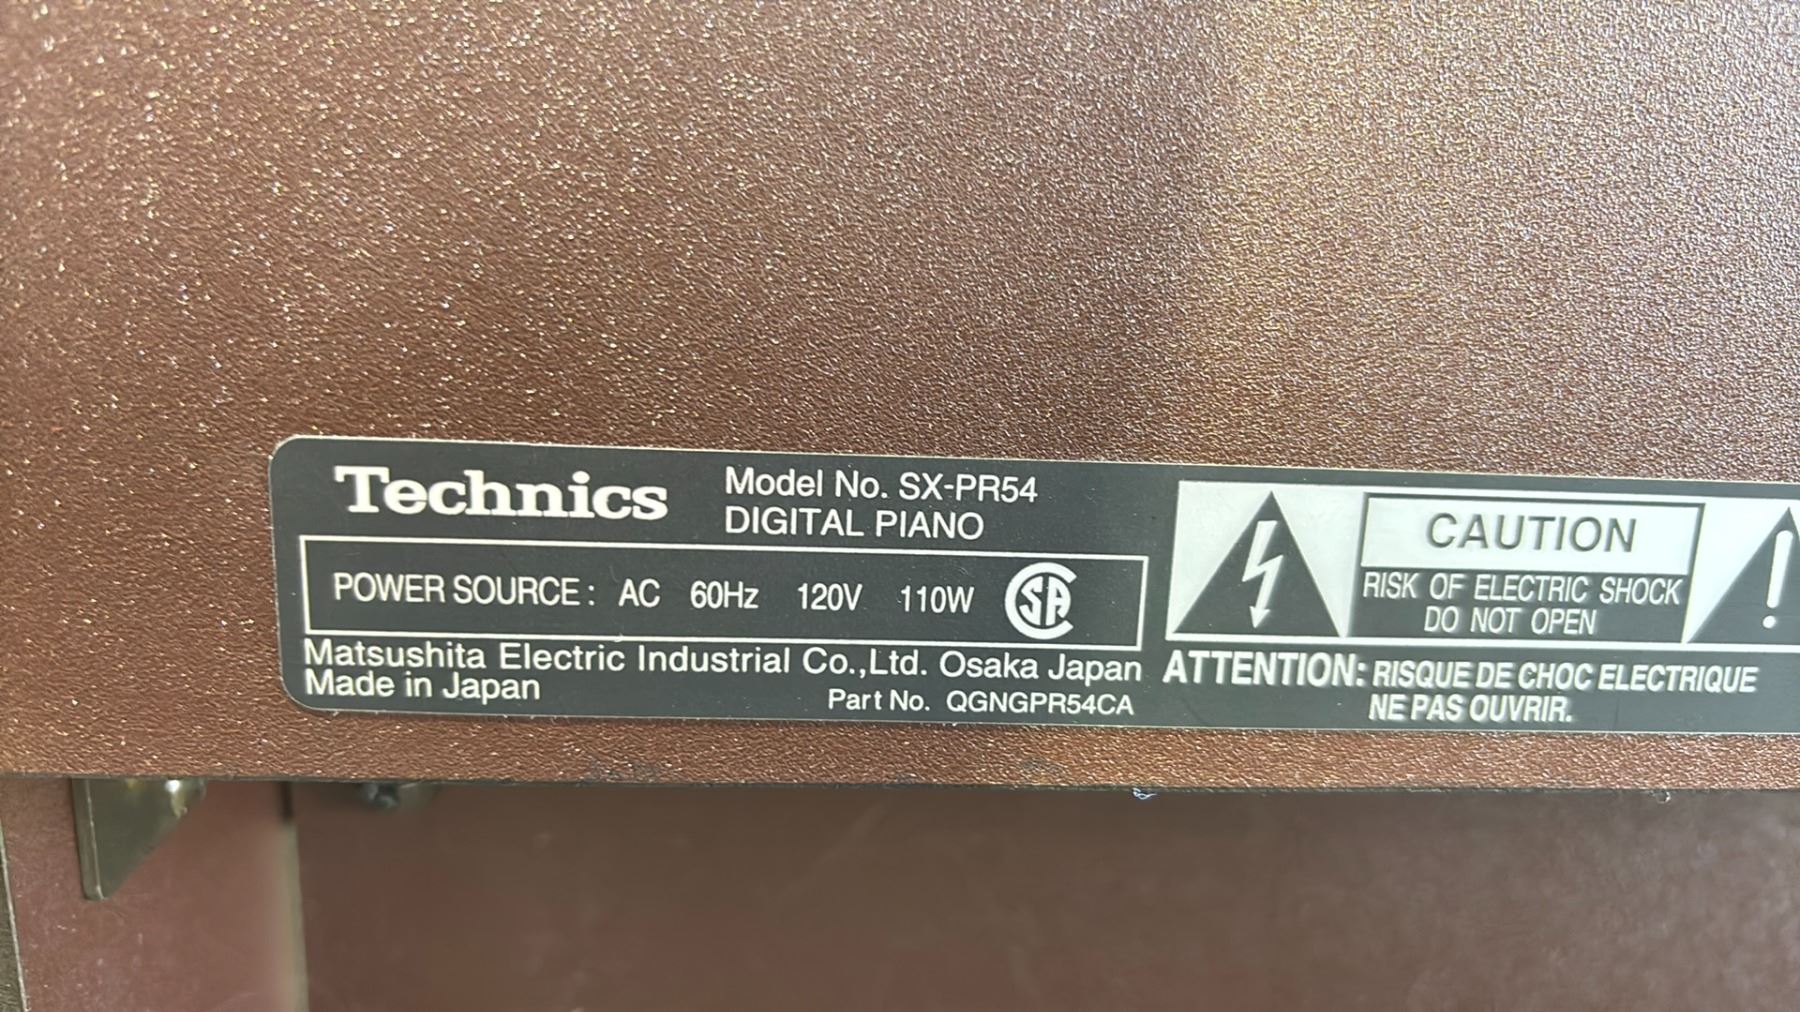 Technics
Model No. SX-PR54
DIGITAL PIANO
POWER SOURCE : AC 60Hz 120V 110W
Matsushita Electric Industrial Co.,Ltd. Osaka Japan
Made in Japan
Part No. QGNGPR54CA
CAUTION
RISK OF ELECTRIC SHOCK
DO NOT OPEN
ATTENTION: RISQUE DE CHOC ELECTRIQUE
NE PAS OUVRIR.